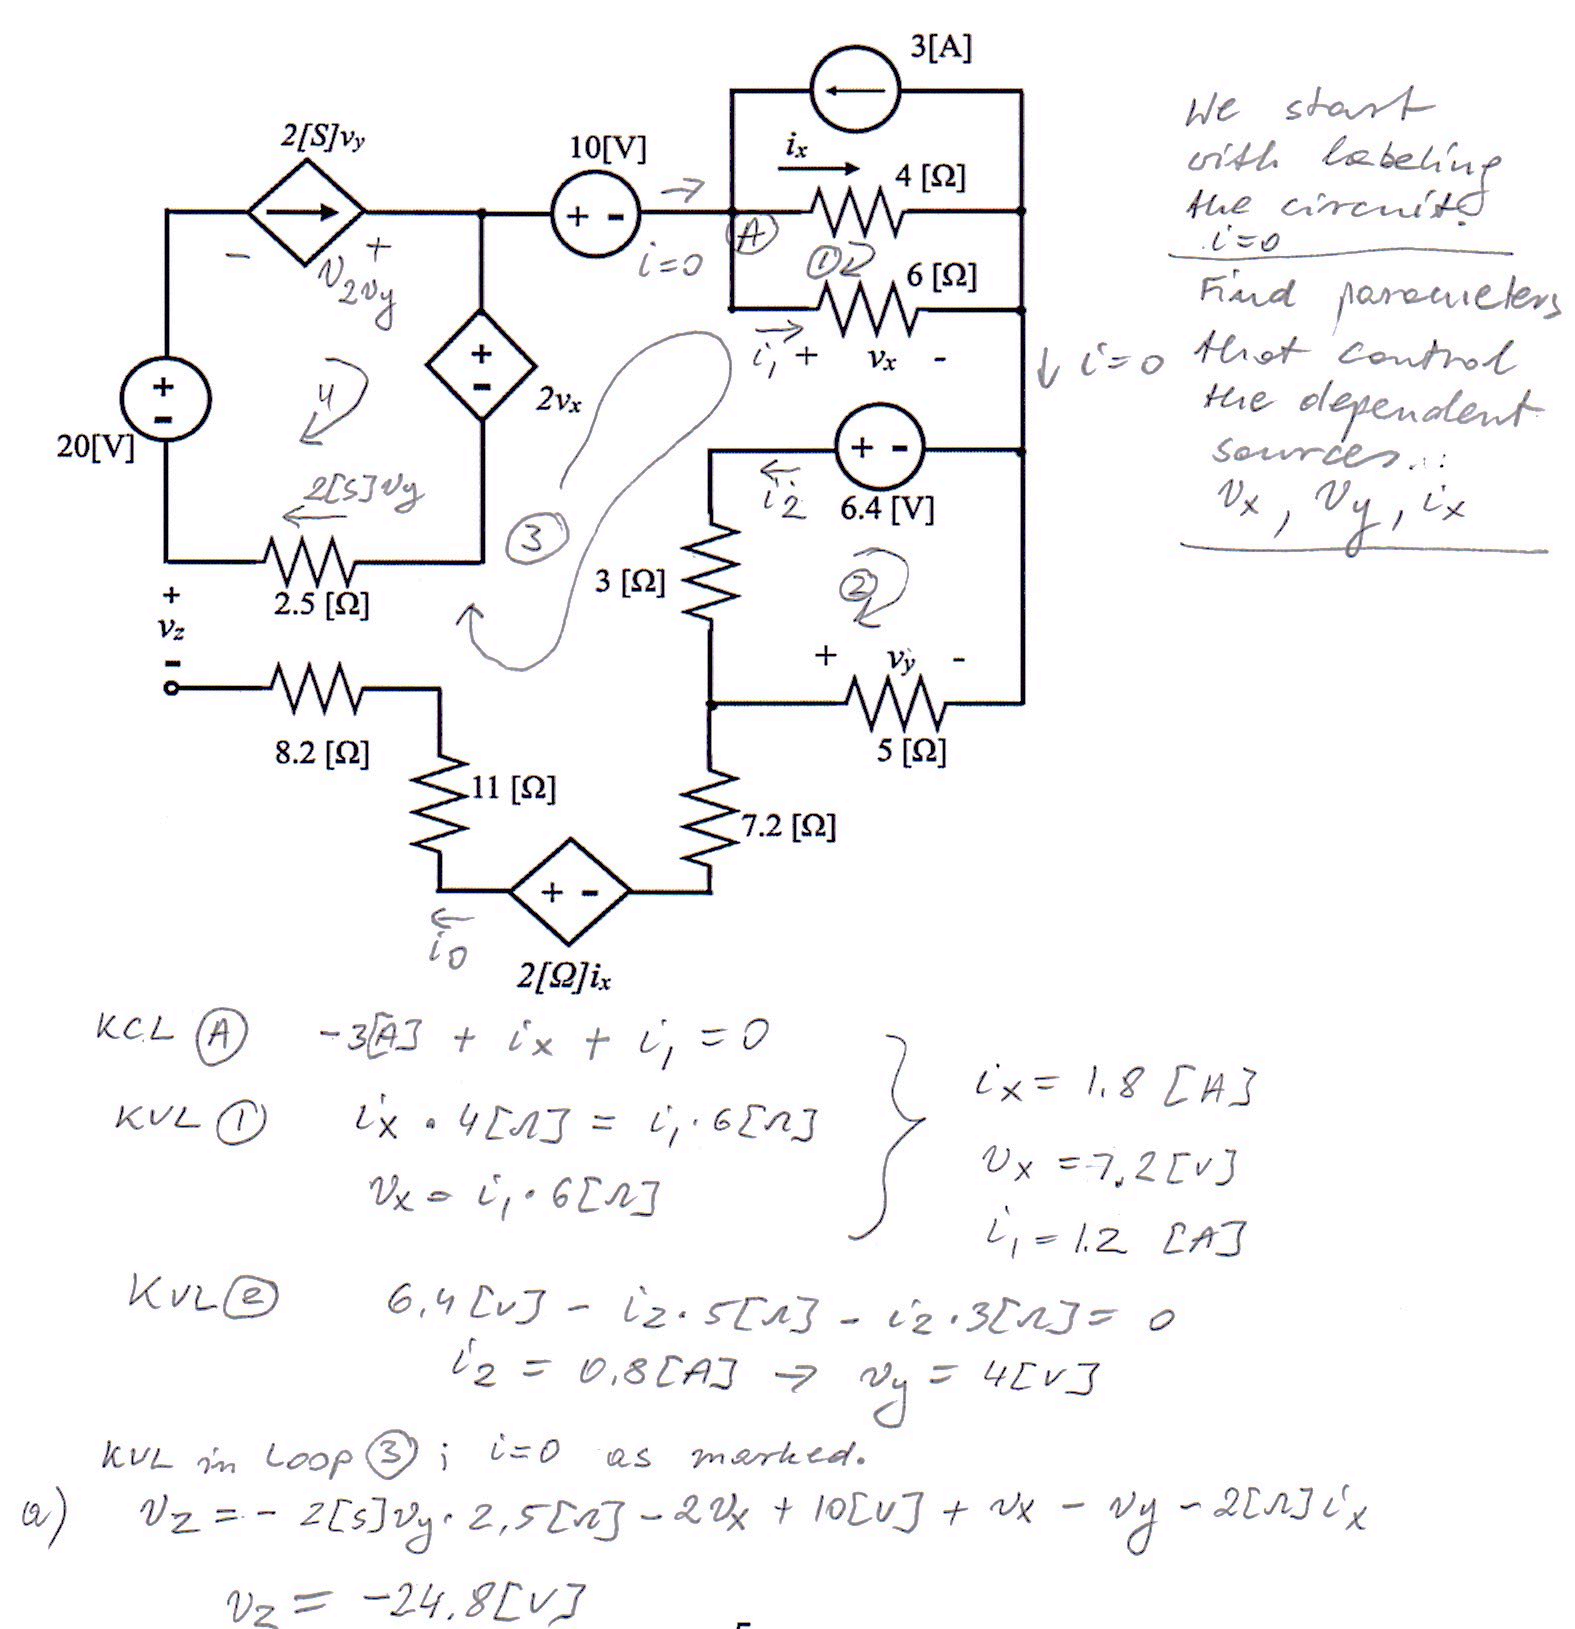 3[A]
We start
2[S]vy
10[V]
ix
4 [Ω]
with labeling
the circuit!
+ -
A
i=0
1
6 [Ω]
i=0
- +
V2vy
Find parameters
i1 + vx -
i=0
that control
+
-
4
+
-
2vx
the dependent
20[V]
+ -
sources...
2[S]vy
i2
6.4 [V]
vx, vy, ix
3
2.5 [Ω]
3 [Ω]
2
+
vz
-
+ vy -
8.2 [Ω]
5 [Ω]
11 [Ω]
7.2 [Ω]
+ -
i0
2[Ω]ix
KCL A -3[A] + ix + i1 = 0
ix = 1.8 [A]
KVL 1 ix · 4[Ω] = i1 · 6[Ω]
vx = 7.2[V]
vx = i1 · 6[Ω]
i1 = 1.2 [A]
KVL 2 6.4[V] - i2 · 5[Ω] - i2 · 3[Ω] = 0
i2 = 0.8[A] → vy = 4[V]
KVL in Loop 3 ; i=0 as marked.
a) vz = - 2[S]vy · 2,5[Ω] - 2vx + 10[V] + vx - vy - 2[Ω]ix
vz = -24.8[V]